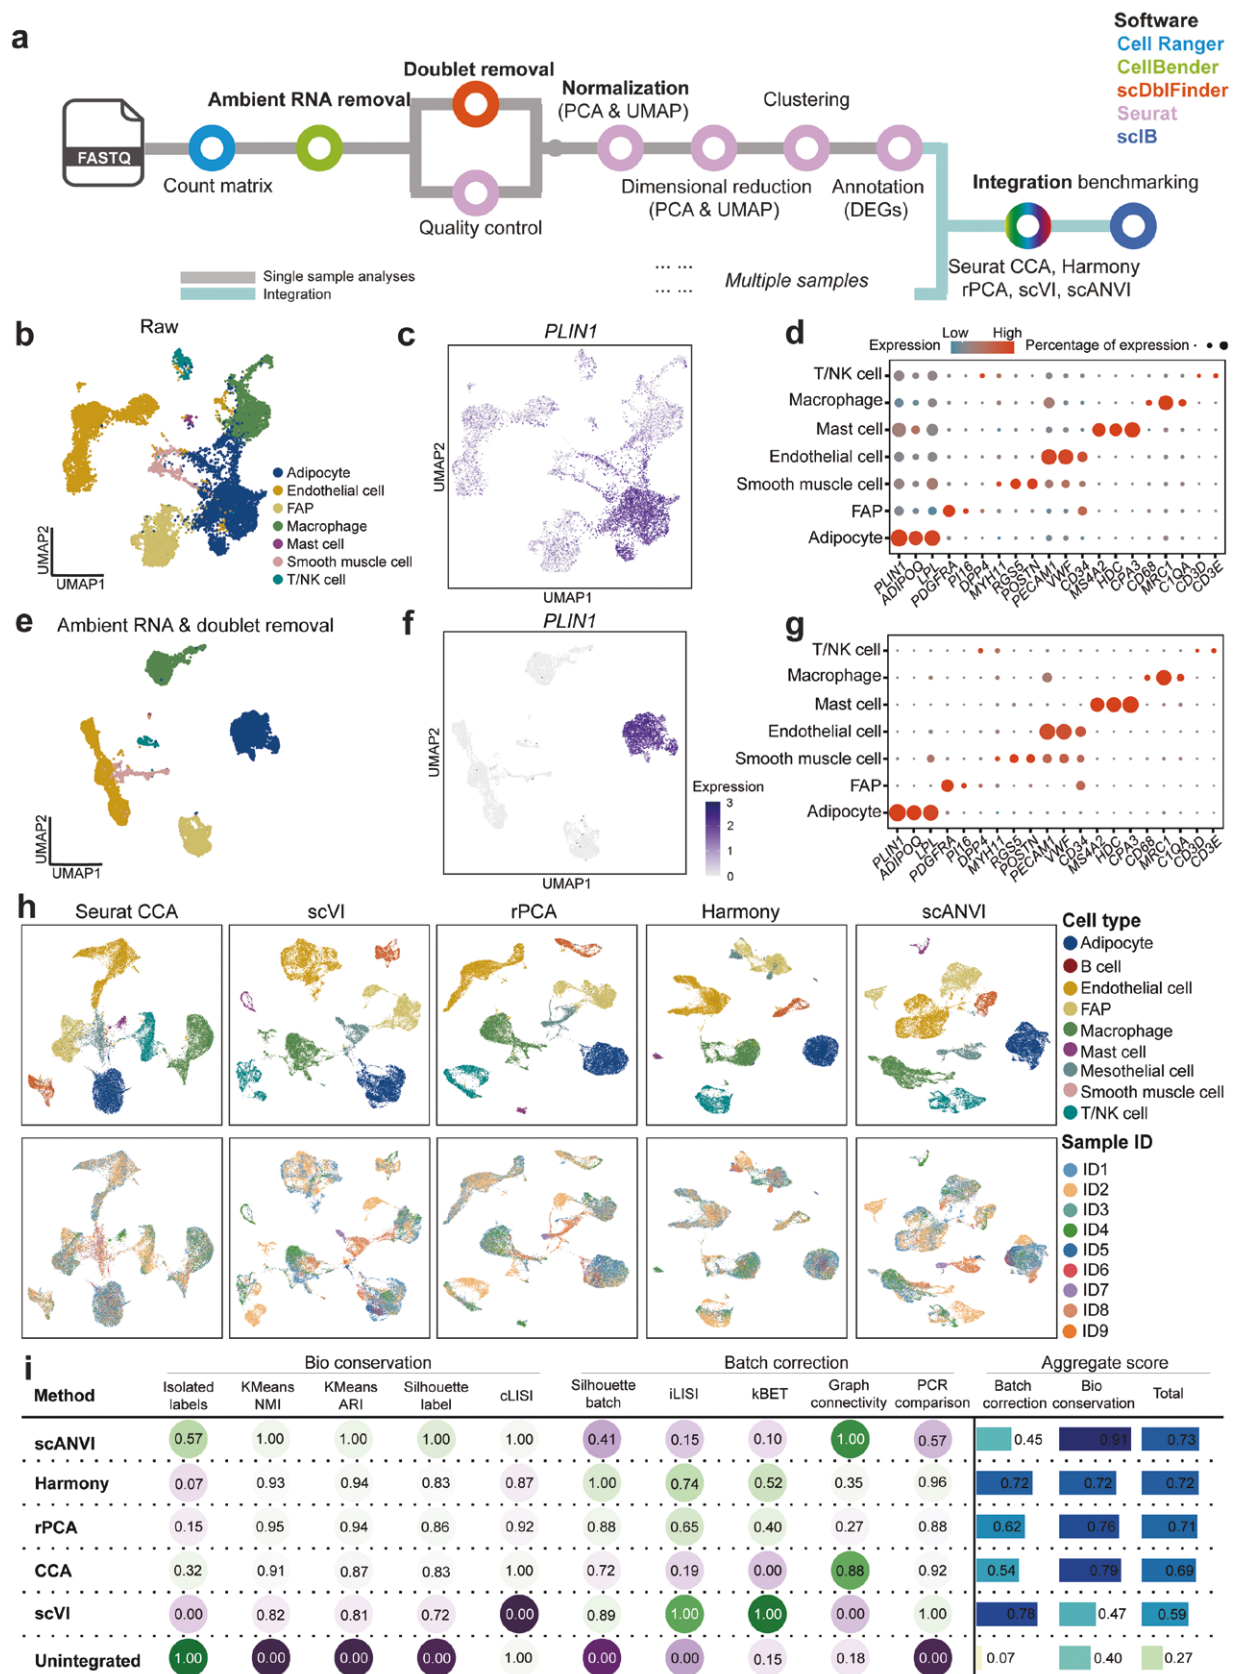 a
Software
Cell Ranger
CellBender
scDblFinder
Seurat
scIB
FASTQ
Count matrix
Ambient RNA removal
Doublet removal
Quality control
Normalization
(PCA & UMAP)
Clustering
Dimensional reduction
(PCA & UMAP)
Annotation
(DEGs)
Integration benchmarking
Seurat CCA, Harmony
rPCA, scVI, scANVI
Single sample analyses
Integration
... ...
... ...
Multiple samples
b
Raw
Adipocyte
Endothelial cell
FAP
Macrophage
Mast cell
Smooth muscle cell
T/NK cell
UMAP2
UMAP1
c
PLIN1
UMAP2
UMAP1
d
Low High
Expression
Percentage of expression
T/NK cell
Macrophage
Mast cell
Endothelial cell
Smooth muscle cell
FAP
Adipocyte
PLIN1 ADIPOQ LPL PDGFRA PI16 DPP4 MYH11 RGS5 POSTN PECAM1 VWF CD34 MS4A2 HDC CPA3 CD68 MRC1 C1QA CD3D CD3E
e
Ambient RNA & doublet removal
UMAP2
UMAP1
f
PLIN1
UMAP2
UMAP1
Expression
3
2
1
0
g
T/NK cell
Macrophage
Mast cell
Endothelial cell
Smooth muscle cell
FAP
Adipocyte
PLIN1 ADIPOQ LPL PDGFRA PI16 DPP4 MYH11 RGS5 POSTN PECAM1 VWF CD34 MS4A2 HDC CPA3 CD68 MRC1 C1QA CD3D CD3E
h
Seurat CCA scVI rPCA Harmony scANVI
Cell type
Adipocyte
B cell
Endothelial cell
FAP
Macrophage
Mast cell
Mesothelial cell
Smooth muscle cell
T/NK cell
Sample ID
ID1
ID2
ID3
ID4
ID5
ID6
ID7
ID8
ID9
i
Bio conservation Batch correction Aggregate score
Method Isolated labels KMeans NMI KMeans ARI Silhouette label cLISI Silhouette batch iLISI kBET Graph connectivity PCR comparison Batch correction Bio conservation Total
scANVI 0.57 1.00 1.00 1.00 1.00 0.41 0.15 0.10 1.00 0.57 0.45 0.91 0.73
Harmony 0.07 0.93 0.94 0.83 0.87 1.00 0.74 0.52 0.35 0.96 0.72 0.72 0.72
rPCA 0.15 0.95 0.94 0.86 0.92 0.88 0.65 0.40 0.27 0.88 0.62 0.76 0.71
CCA 0.32 0.91 0.87 0.83 1.00 0.72 0.19 0.00 0.88 0.92 0.54 0.79 0.69
scVI 0.00 0.82 0.81 0.72 0.00 0.89 1.00 1.00 0.00 1.00 0.78 0.47 0.59
Unintegrated 1.00 0.00 0.00 0.00 1.00 0.00 0.00 0.15 0.18 0.00 0.07 0.40 0.27